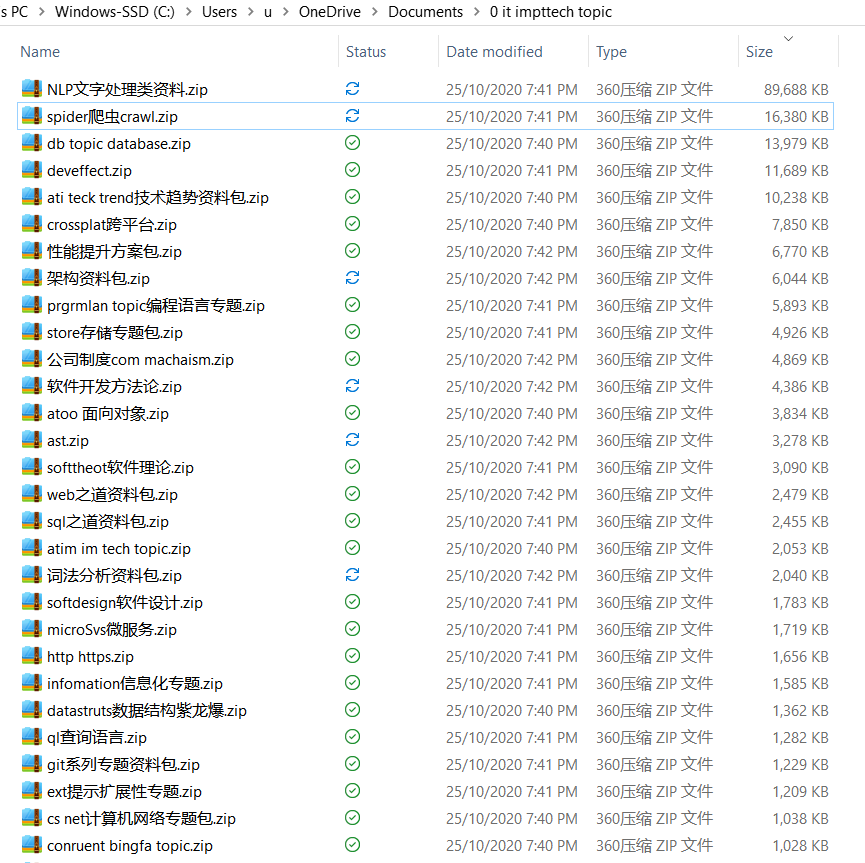 s PC > Windows-SSD (C:) > Users > u > OneDrive > Documents > 0 it impttech topic
Name Status Date modified Type Size
NLP文字处理类资料.zip 25/10/2020 7:41 PM 360压缩 ZIP 文件 89,688 KB
spider爬虫crawl.zip 25/10/2020 7:41 PM 360压缩 ZIP 文件 16,380 KB
db topic database.zip 25/10/2020 7:40 PM 360压缩 ZIP 文件 13,979 KB
deveffect.zip 25/10/2020 7:41 PM 360压缩 ZIP 文件 11,689 KB
ati teck trend技术趋势资料包.zip 25/10/2020 7:40 PM 360压缩 ZIP 文件 10,238 KB
crossplat跨平台.zip 25/10/2020 7:40 PM 360压缩 ZIP 文件 7,850 KB
性能提升方案包.zip 25/10/2020 7:42 PM 360压缩 ZIP 文件 6,770 KB
架构资料包.zip 25/10/2020 7:42 PM 360压缩 ZIP 文件 6,044 KB
prgrmlan topic编程语言专题.zip 25/10/2020 7:41 PM 360压缩 ZIP 文件 5,893 KB
store存储专题包.zip 25/10/2020 7:41 PM 360压缩 ZIP 文件 4,926 KB
公司制度com machaism.zip 25/10/2020 7:42 PM 360压缩 ZIP 文件 4,869 KB
软件开发方法论.zip 25/10/2020 7:42 PM 360压缩 ZIP 文件 4,386 KB
atoo 面向对象.zip 25/10/2020 7:40 PM 360压缩 ZIP 文件 3,834 KB
ast.zip 25/10/2020 7:42 PM 360压缩 ZIP 文件 3,278 KB
softtheot软件理论.zip 25/10/2020 7:41 PM 360压缩 ZIP 文件 3,090 KB
web之道资料包.zip 25/10/2020 7:42 PM 360压缩 ZIP 文件 2,479 KB
sql之道资料包.zip 25/10/2020 7:41 PM 360压缩 ZIP 文件 2,455 KB
atim im tech topic.zip 25/10/2020 7:40 PM 360压缩 ZIP 文件 2,053 KB
词法分析资料包.zip 25/10/2020 7:42 PM 360压缩 ZIP 文件 2,040 KB
softdesign软件设计.zip 25/10/2020 7:41 PM 360压缩 ZIP 文件 1,783 KB
microSvs微服务.zip 25/10/2020 7:41 PM 360压缩 ZIP 文件 1,719 KB
http https.zip 25/10/2020 7:41 PM 360压缩 ZIP 文件 1,656 KB
infomation信息化专题.zip 25/10/2020 7:41 PM 360压缩 ZIP 文件 1,585 KB
datastruts数据结构紫龙爆.zip 25/10/2020 7:40 PM 360压缩 ZIP 文件 1,362 KB
ql查询语言.zip 25/10/2020 7:41 PM 360压缩 ZIP 文件 1,282 KB
git系列专题资料包.zip 25/10/2020 7:41 PM 360压缩 ZIP 文件 1,229 KB
ext提示扩展性专题.zip 25/10/2020 7:41 PM 360压缩 ZIP 文件 1,209 KB
cs net计算机网络专题包.zip 25/10/2020 7:40 PM 360压缩 ZIP 文件 1,038 KB
conruent bingfa topic.zip 25/10/2020 7:40 PM 360压缩 ZIP 文件 1,028 KB